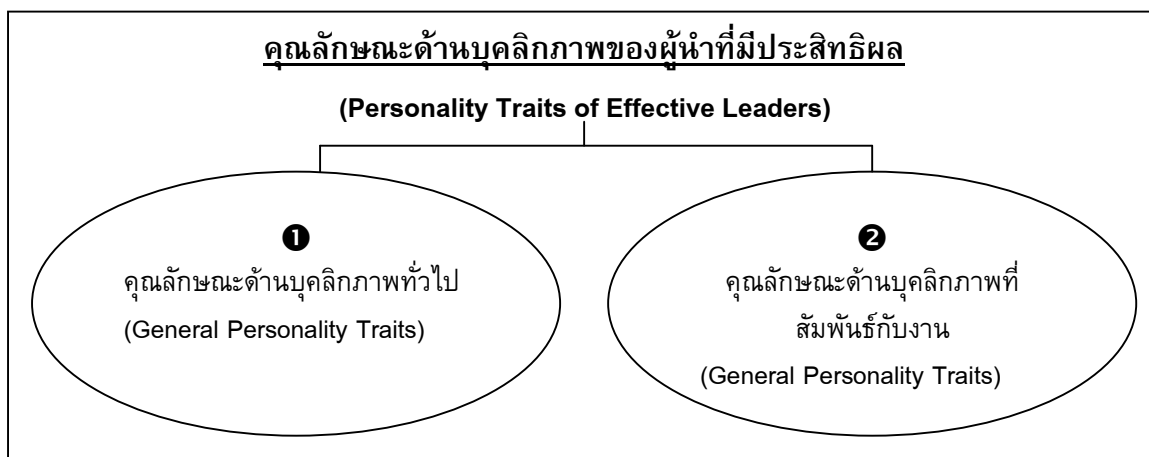 คุณลักษณะด้านบุคลิกภาพของผู้นำที่มีประสิทธิผล
(Personality Traits of Effective Leaders)
❶
คุณลักษณะด้านบุคลิกภาพทั่วไป
(General Personality Traits)
❷
คุณลักษณะด้านบุคลิกภาพที่
สัมพันธ์กับงาน
(General Personality Traits)